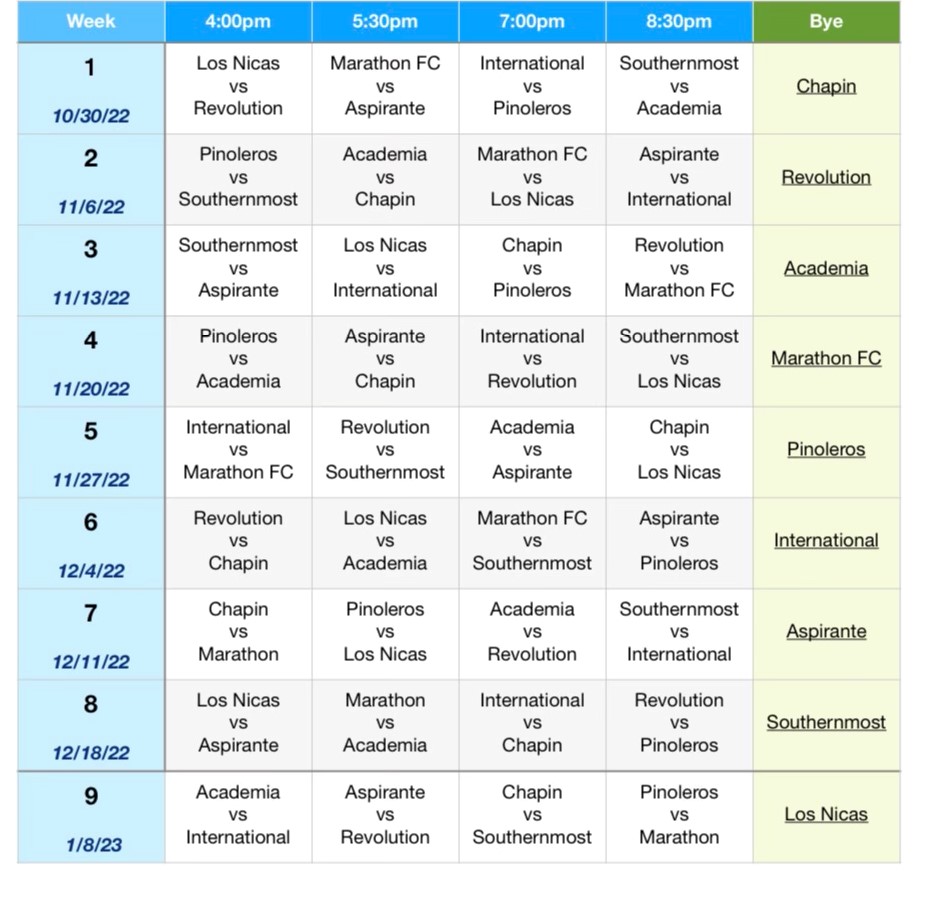 Week 4:00pm 5:30pm 7:00pm 8:30pm Bye
1
10/30/22
Los Nicas
vs
Revolution
Marathon FC
vs
Aspirante
International
vs
Pinoleros
Southernmost
vs
Academia
Chapin
2
11/6/22
Pinoleros
vs
Southernmost
Academia
vs
Chapin
Marathon FC
vs
Los Nicas
Aspirante
vs
International
Revolution
3
11/13/22
Southernmost
vs
Aspirante
Los Nicas
vs
International
Chapin
vs
Pinoleros
Revolution
vs
Marathon FC
Academia
4
11/20/22
Pinoleros
vs
Academia
Aspirante
vs
Chapin
International
vs
Revolution
Southernmost
vs
Los Nicas
Marathon FC
5
11/27/22
International
vs
Marathon FC
Revolution
vs
Southernmost
Academia
vs
Aspirante
Chapin
vs
Los Nicas
Pinoleros
6
12/4/22
Revolution
vs
Chapin
Los Nicas
vs
Academia
Marathon FC
vs
Southernmost
Aspirante
vs
Pinoleros
International
7
12/11/22
Chapin
vs
Marathon
Pinoleros
vs
Los Nicas
Academia
vs
Revolution
Southernmost
vs
International
Aspirante
8
12/18/22
Los Nicas
vs
Aspirante
Marathon
vs
Academia
International
vs
Chapin
Revolution
vs
Pinoleros
Southernmost
9
1/8/23
Academia
vs
International
Aspirante
vs
Revolution
Chapin
vs
Southernmost
Pinoleros
vs
Marathon
Los Nicas